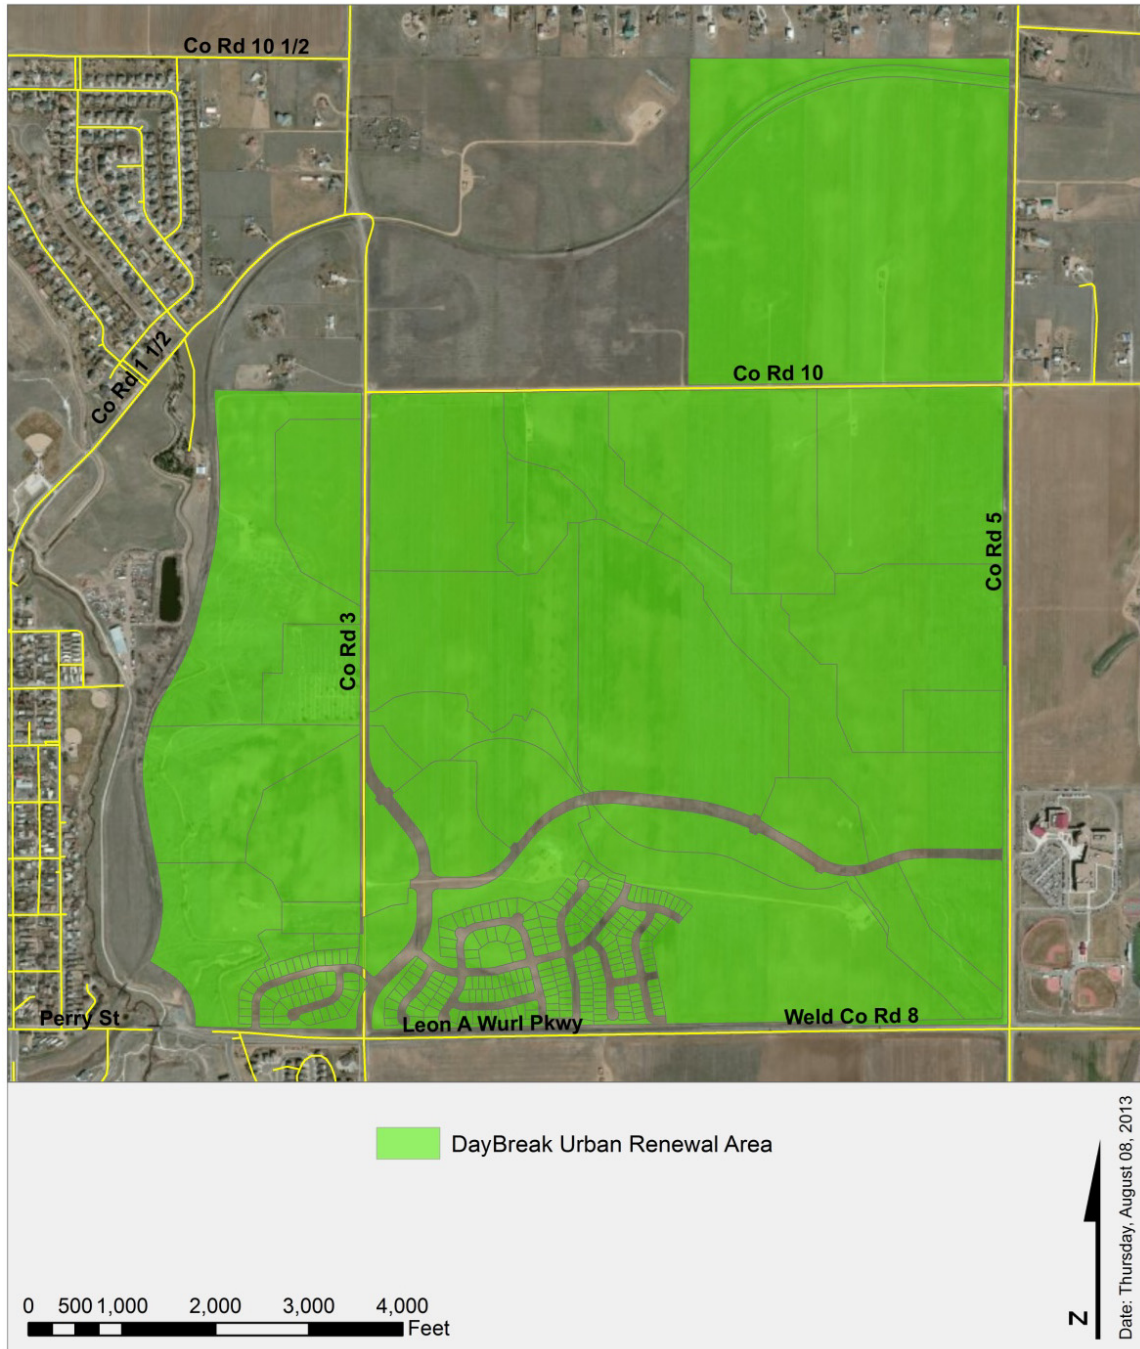 Co Rd 10 1/2
Co Rd 1 1/2
Co Rd 10
Co Rd 5
Co Rd 3
Perry St
Leon A Wurl Pkwy
Weld Co Rd 8
DayBreak Urban Renewal Area
0 500 1,000 2,000 3,000 4,000
Feet
N
Date: Thursday, August 08, 2013